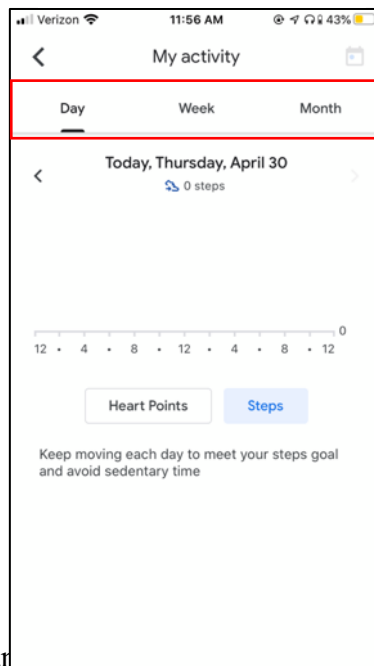 Verizon 11:56 AM 43%
My activity
Day Week Month
Today, Thursday, April 30
0 steps
0
12 • 4 • 8 • 12 • 4 • 8 • 12
Heart Points Steps
Keep moving each day to meet your steps goal
and avoid sedentary time